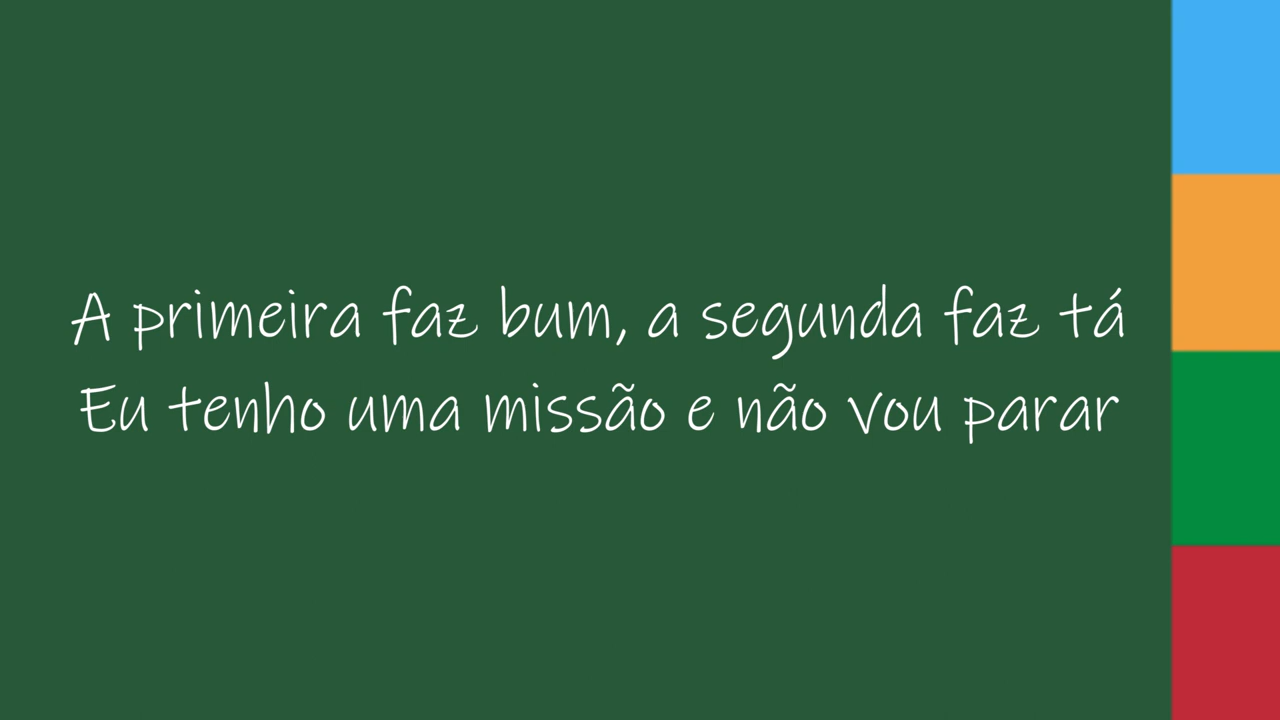 A primeira faz bum, a segunda faz tá
Eu tenho uma missão e não vou parar